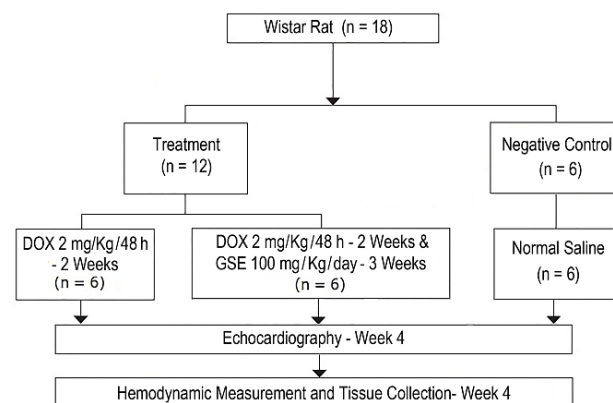 Wistar Rat (n = 18)
Treatment
(n = 12)
Negative Control
(n = 6)
DOX 2 mg/Kg/48 h
- 2 Weeks
(n = 6)
DOX 2 mg/Kg/48 h - 2 Weeks &
GSE 100 mg/Kg/day - 3 Weeks
(n = 6)
Normal Saline
(n = 6)
Echocardiography - Week 4
Hemodynamic Measurement and Tissue Collection- Week 4